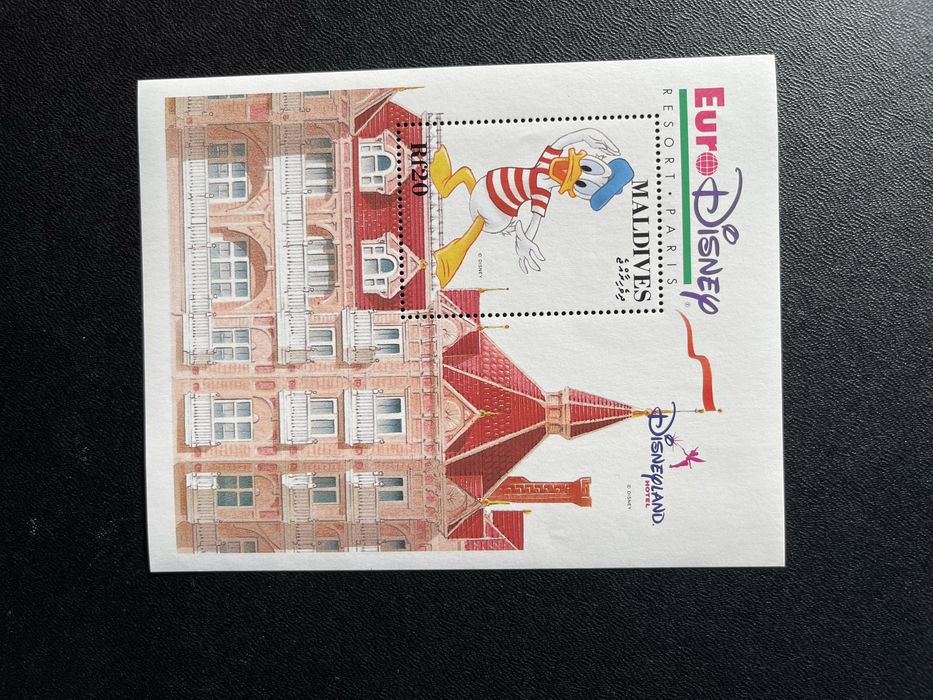 EURO DISNEY®
RESORT PARIS
MALDIVES
ދިވެހިރާއްޖެ
Rf20
© DISNEY
DISNEYLAND.
HOTEL
© DISNEY